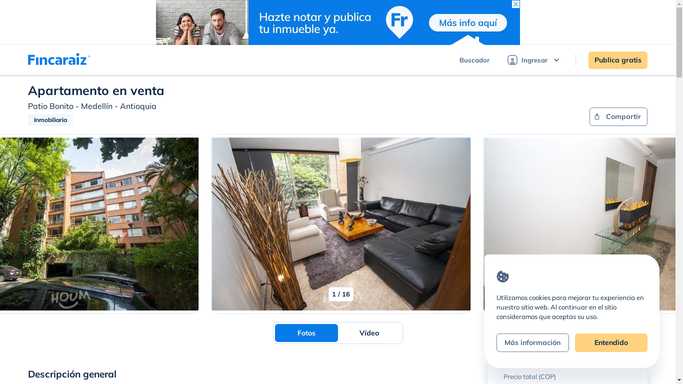 Hazte notar y publica
tu inmueble ya.
Fr
Más info aquí
Fincaraiz
Buscador
Ingresar
Publica gratis
Apartamento en venta
Patio Bonito - Medellín - Antioquia
Inmobiliaria
Compartir
HOUM
1 / 16
Fotos
Vídeo
Utilizamos cookies para mejorar tu experiencia en
nuestro sitio web. Al continuar en el sitio
consideramos que aceptas su uso.
Más información
Entendido
Descripción general
Precio total (COP)